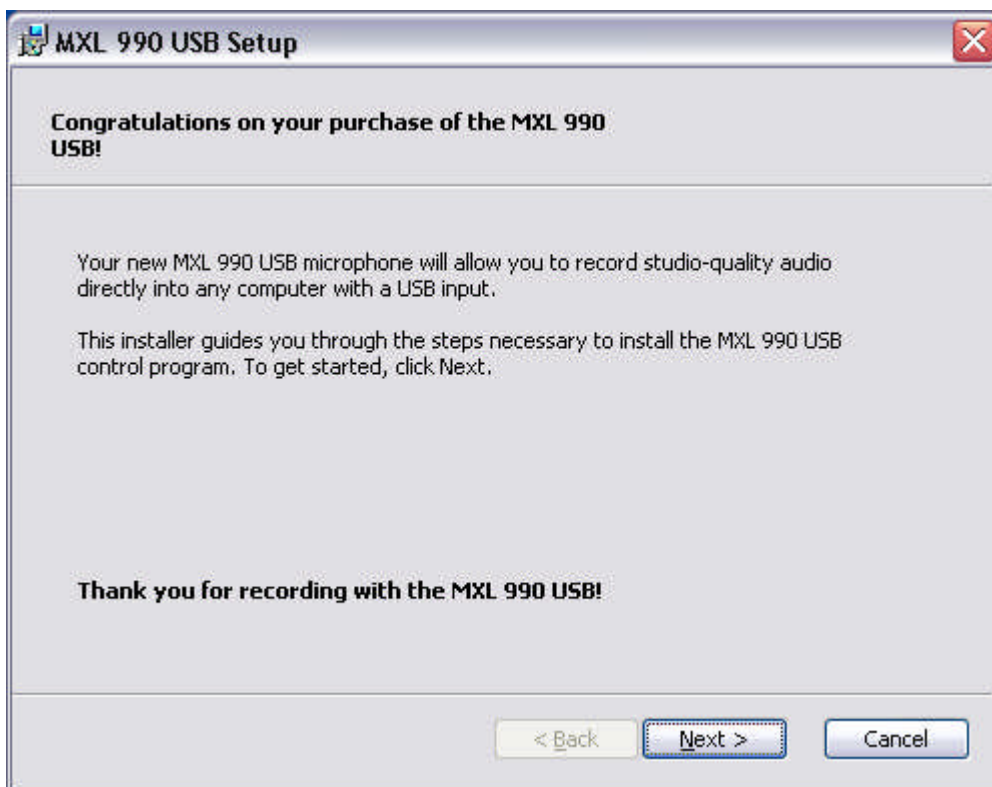 MXL 990 USB Setup
Congratulations on your purchase of the MXL 990
USB!
Your new MXL 990 USB microphone will allow you to record studio-quality audio
directly into any computer with a USB input.
This installer guides you through the steps necessary to install the MXL 990 USB
control program. To get started, click Next.
Thank you for recording with the MXL 990 USB!
< Back Next > Cancel